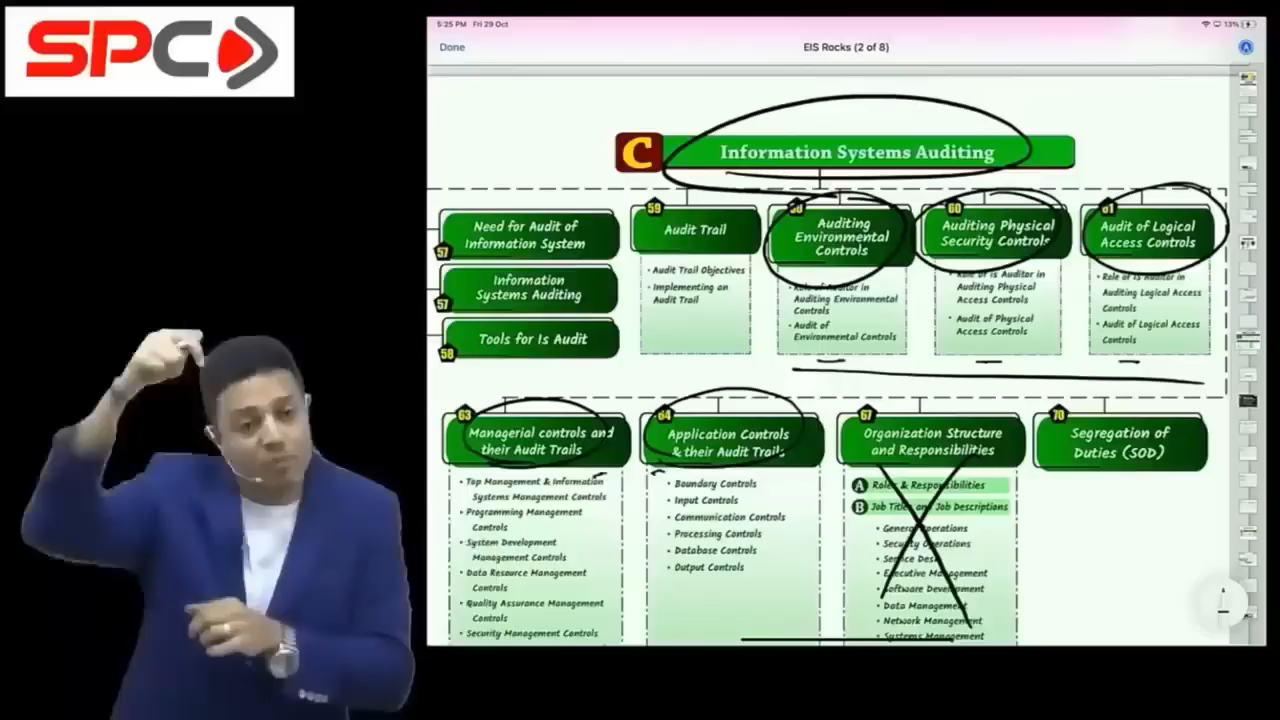 SPC
5:25 PM Fri 29 Oct
13%
Done
EIS Rocks (2 of 8)
C
Information Systems Auditing
57
Need for Audit of
Information System
57
Information
Systems Auditing
58
Tools for Is Audit
59
Audit Trail
• Audit Trail Objectives
• Implementing an
Audit Trail
Auditing
Environmental
Controls
• Role of Auditor in
Auditing Environmental
Controls
• Audit of
Environmental Controls
60
Auditing Physical
Security Controls
• Role of Is Auditor in
Auditing Physical
Access Controls
• Audit of Physical
Access Controls
61
Audit of Logical
Access Controls
• Role of Is Auditor in
Auditing Logical Access
Controls
• Audit of Logical Access
Controls
63
Managerial controls and
their Audit Trails
• Top Management & Information
Systems Management Controls
• Programming Management
Controls
• System Development
Management Controls
• Data Resource Management
Controls
• Quality Assurance Management
Controls
• Security Management Controls
64
Application Controls
& their Audit Trails
• Boundary Controls
• Input Controls
• Communication Controls
• Processing Controls
• Database Controls
• Output Controls
67
Organization Structure
and Responsibilities
A Roles & Responsibilities
B Job Titles and Job Descriptions
• General Operations
• Security Operations
• Service Desk
• Executive Management
• Software Development
• Data Management
• Network Management
• Systems Management
70
Segregation of
Duties (SOD)